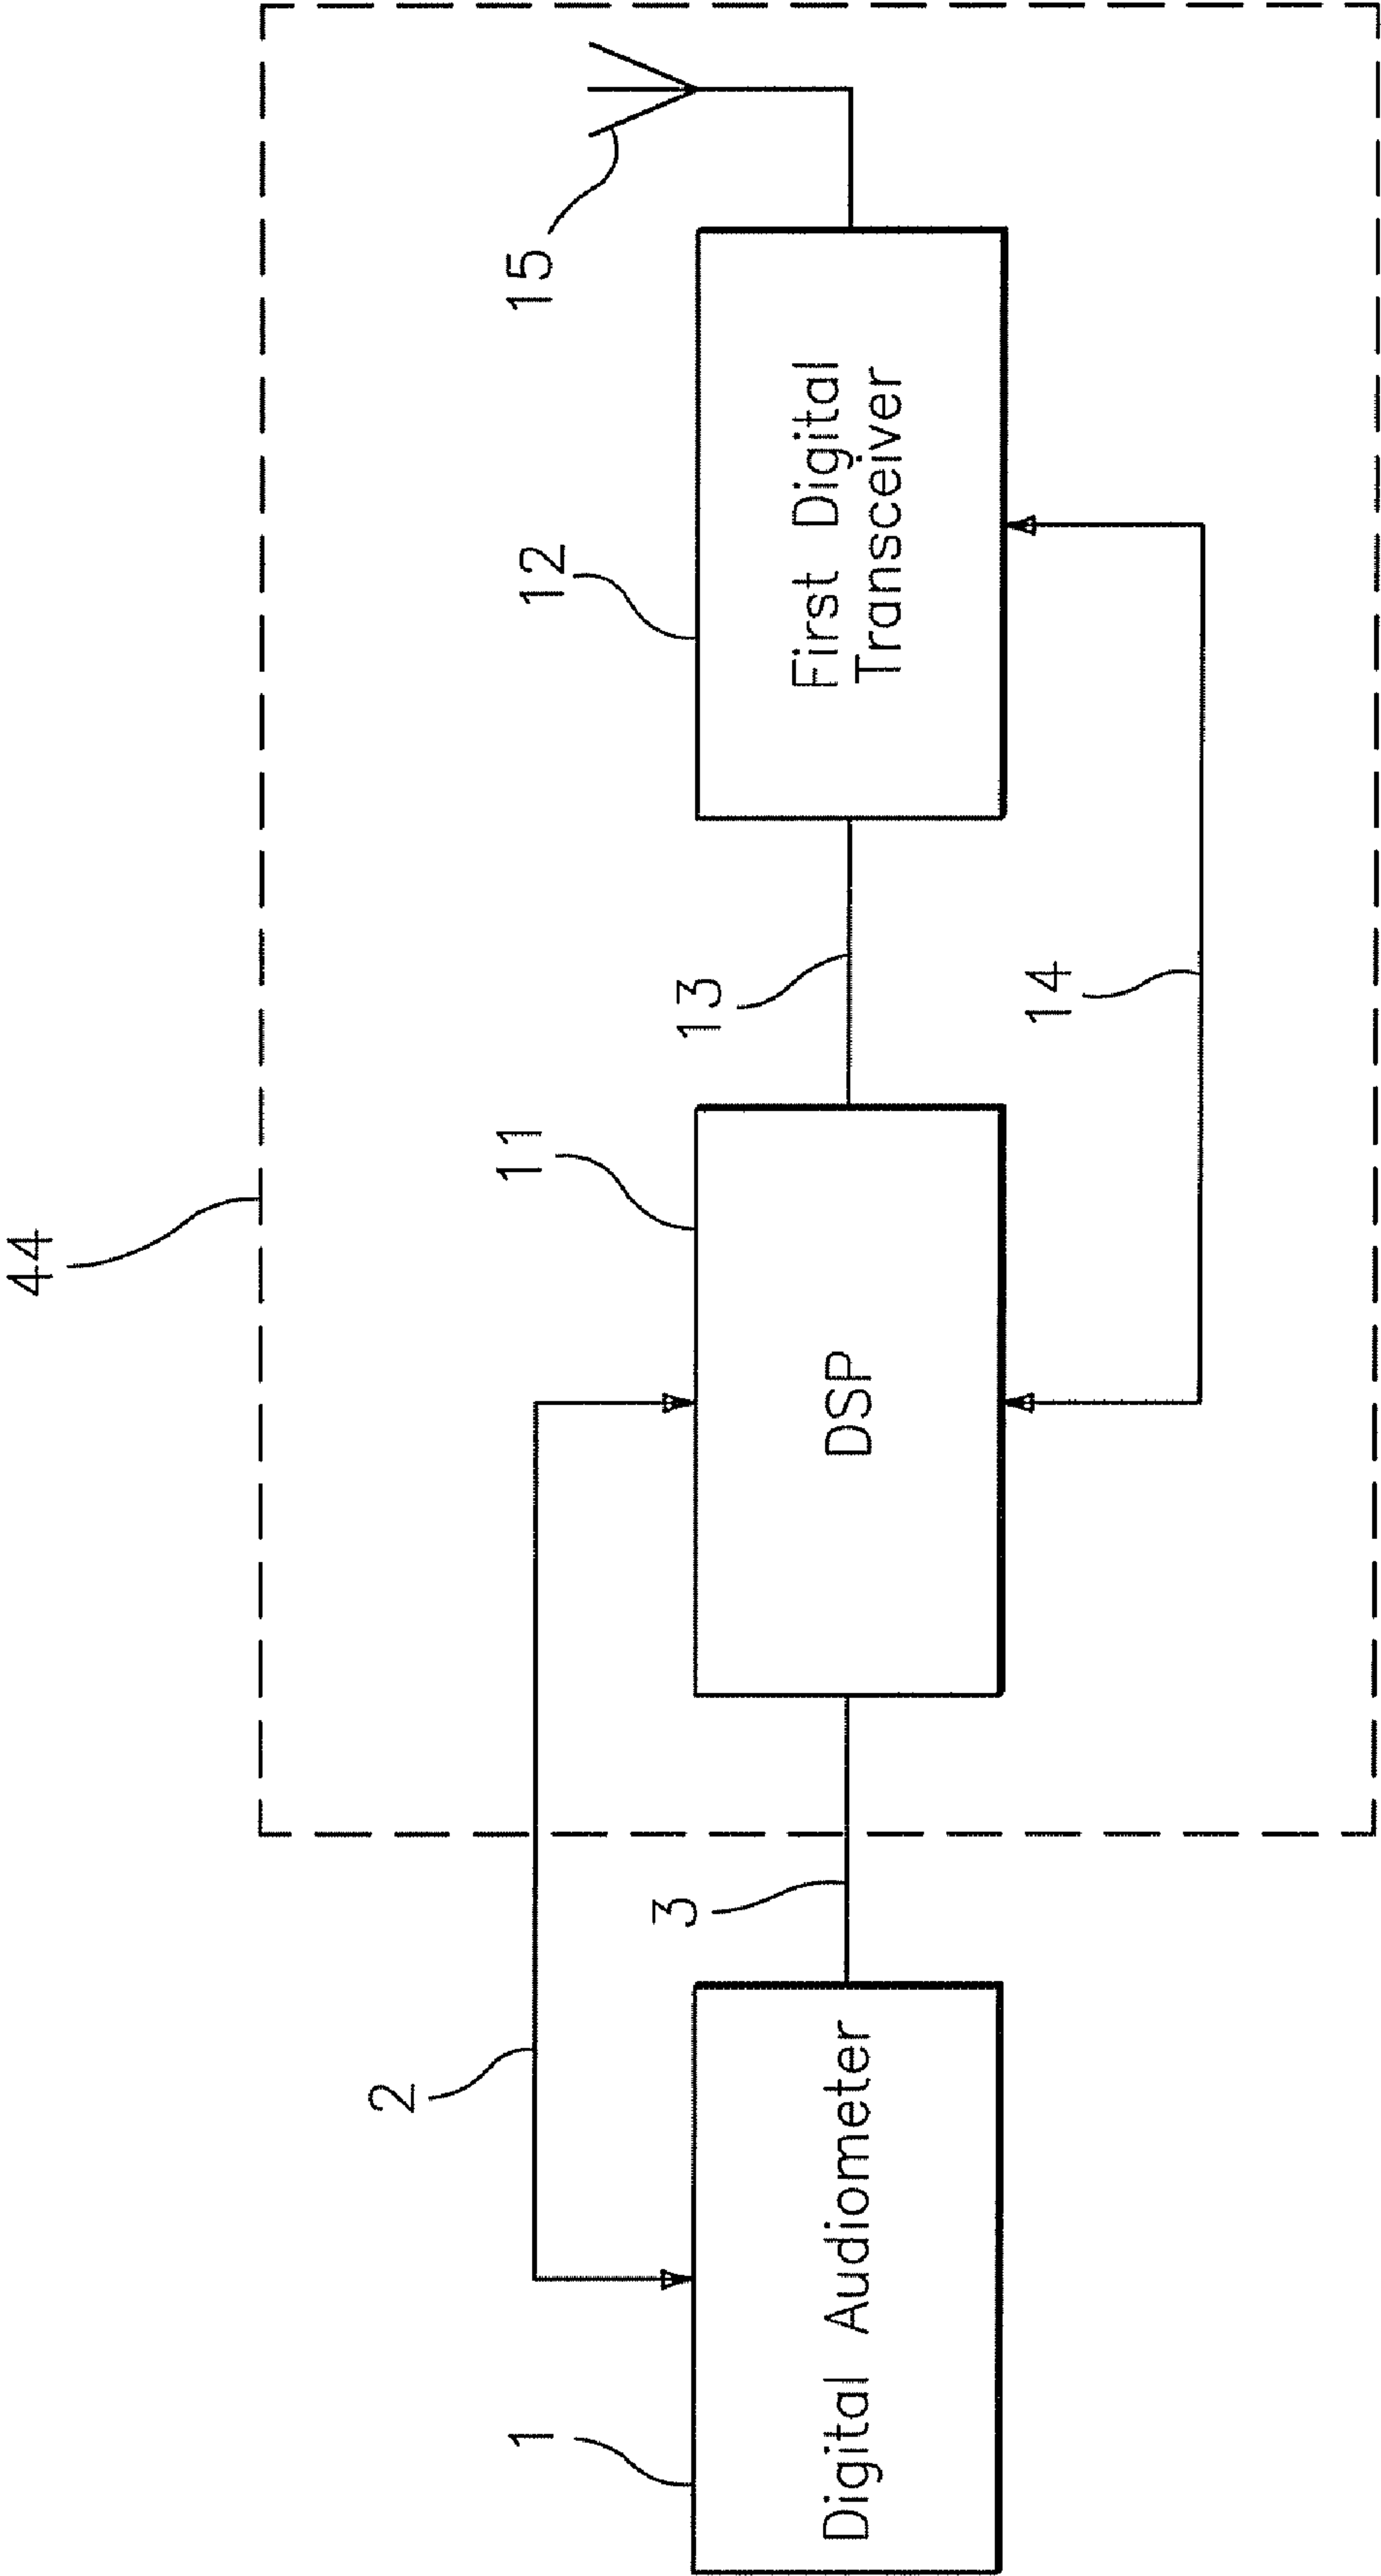 44
2
1
Digital Audiometer
3
11
DSP
13
14
12
First Digital
Transceiver
15